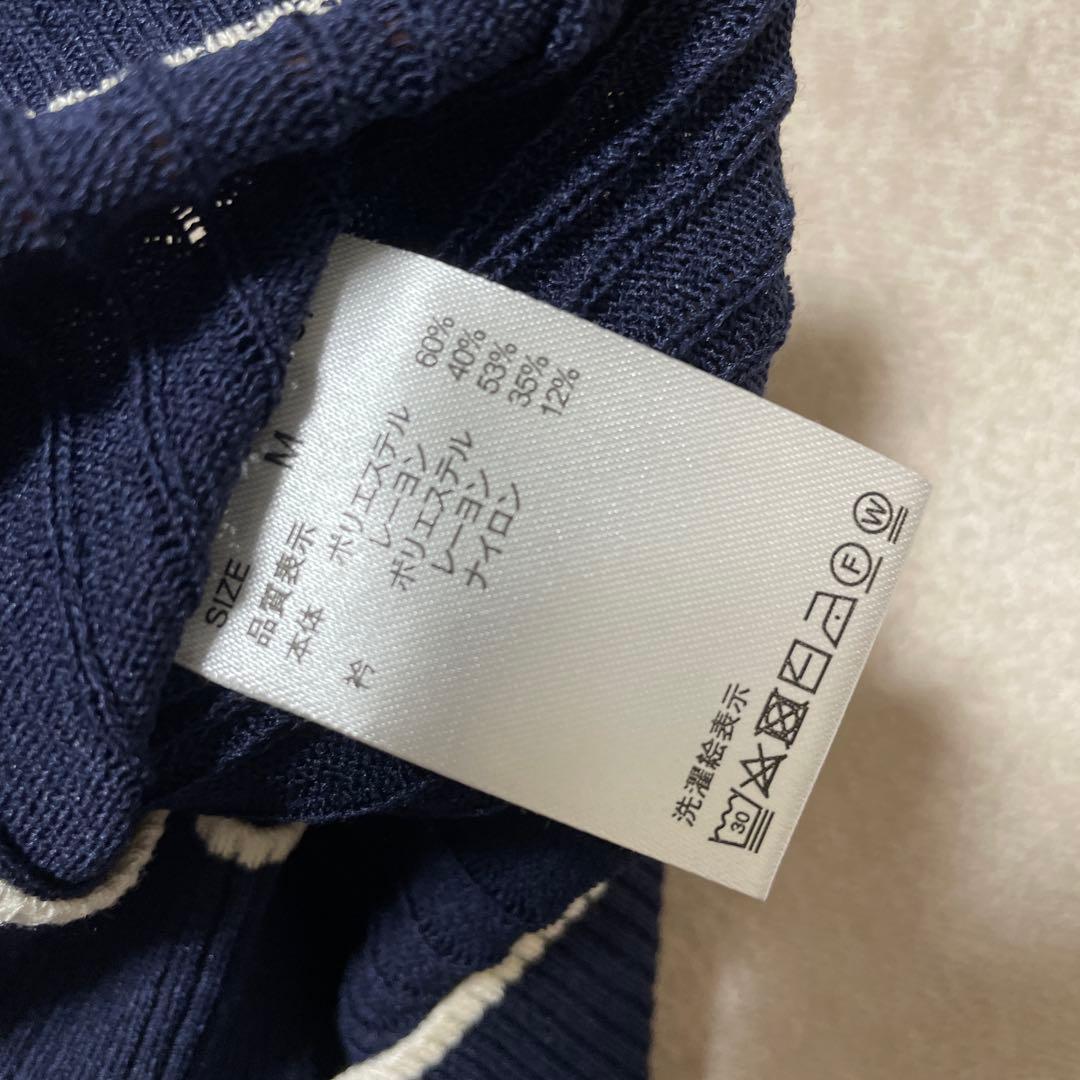 SIZE M
品質表示
本体 ポリエステル 60%
レーヨン 40%
衿 ポリエステル 53%
レーヨン 35%
ナイロン 12%
洗濯絵表示
30 F W